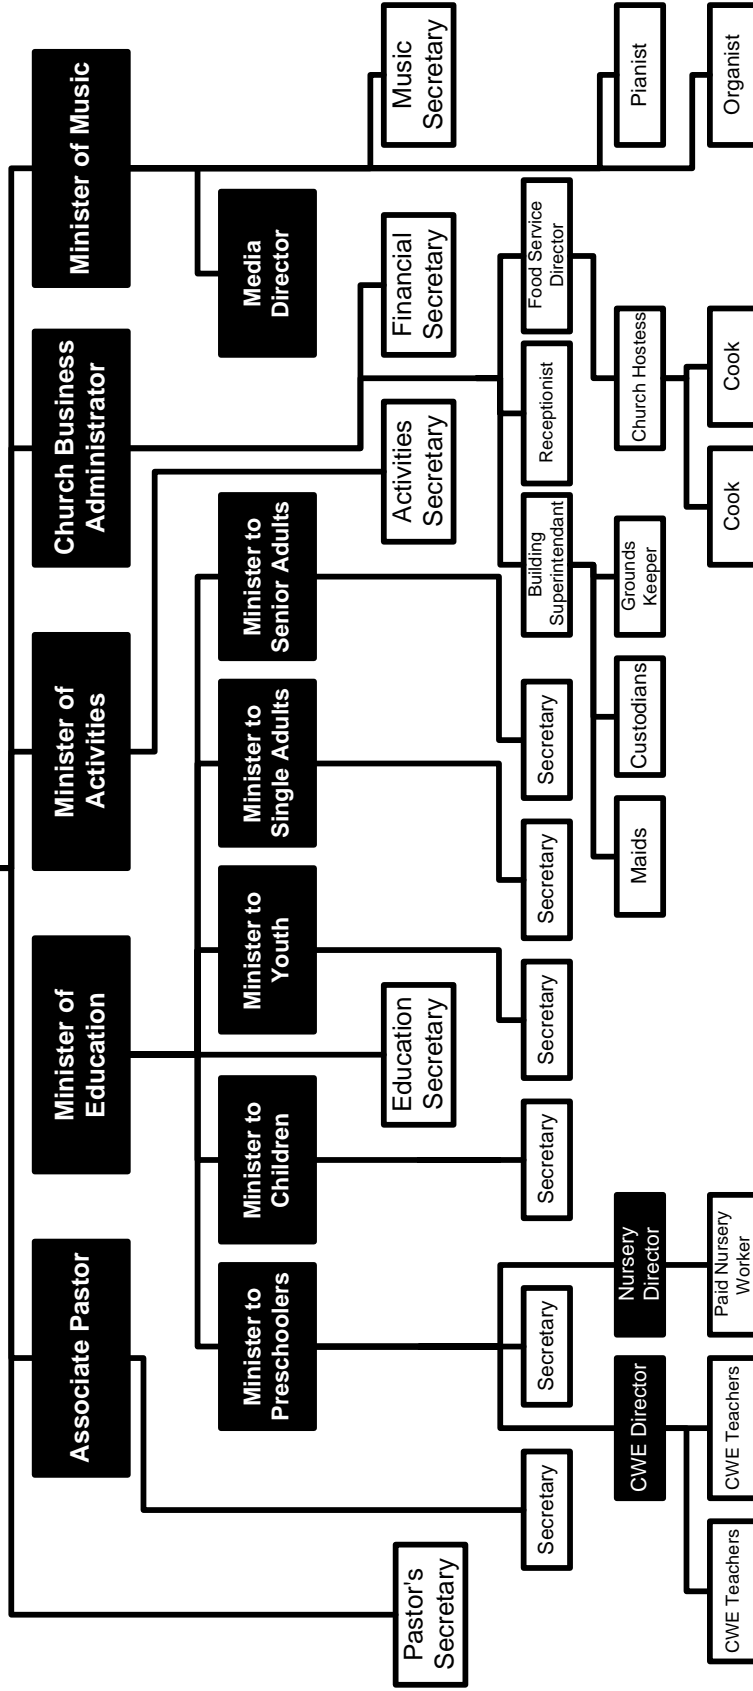 Associate Pastor
Minister of
Education
Minister of
Activities
Church Business
Administrator
Minister of Music
Minister to
Preschoolers
Minister to
Children
Minister to
Youth
Minister to
Single Adults
Minister to
Senior Adults
Media
Director
Pastor's
Secretary
Education
Secretary
Activities
Secretary
Financial
Secretary
Music
Secretary
Secretary
Secretary
Secretary
Secretary
Secretary
Secretary
Building
Superintendant
Receptionist
Food Service
Director
CWE Director
Nursery
Director
Maids
Custodians
Grounds
Keeper
Church Hostess
Pianist
CWE Teachers
CWE Teachers
Paid Nursery
Worker
Cook
Cook
Organist